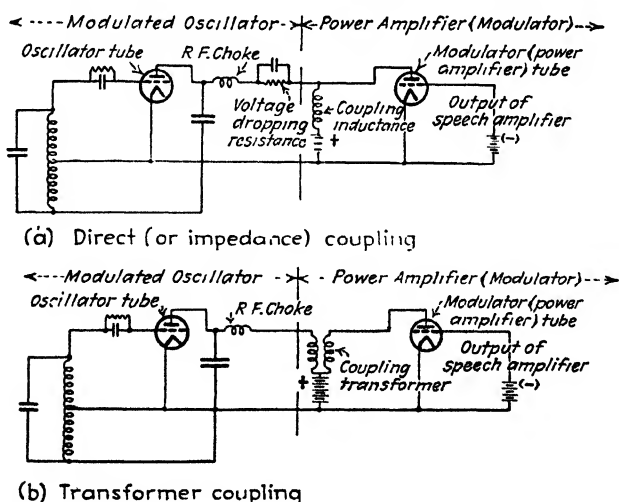 Modulated Oscillator
Power Amplifier (Modulator)
Oscillator tube
R F. Choke
Modulator (power
amplifier) tube
Voltage
dropping
resistance
Coupling
inductance
+
Output of
speech amplifier
(-)
(a) Direct (or impedance) coupling
Modulated Oscillator
Power Amplifier (Modulator)
Oscillator tube
R F. Choke
Modulator (power
amplifier) tube
+
Coupling
transformer
Output of
speech amplifier
(-)
(b) Transformer coupling